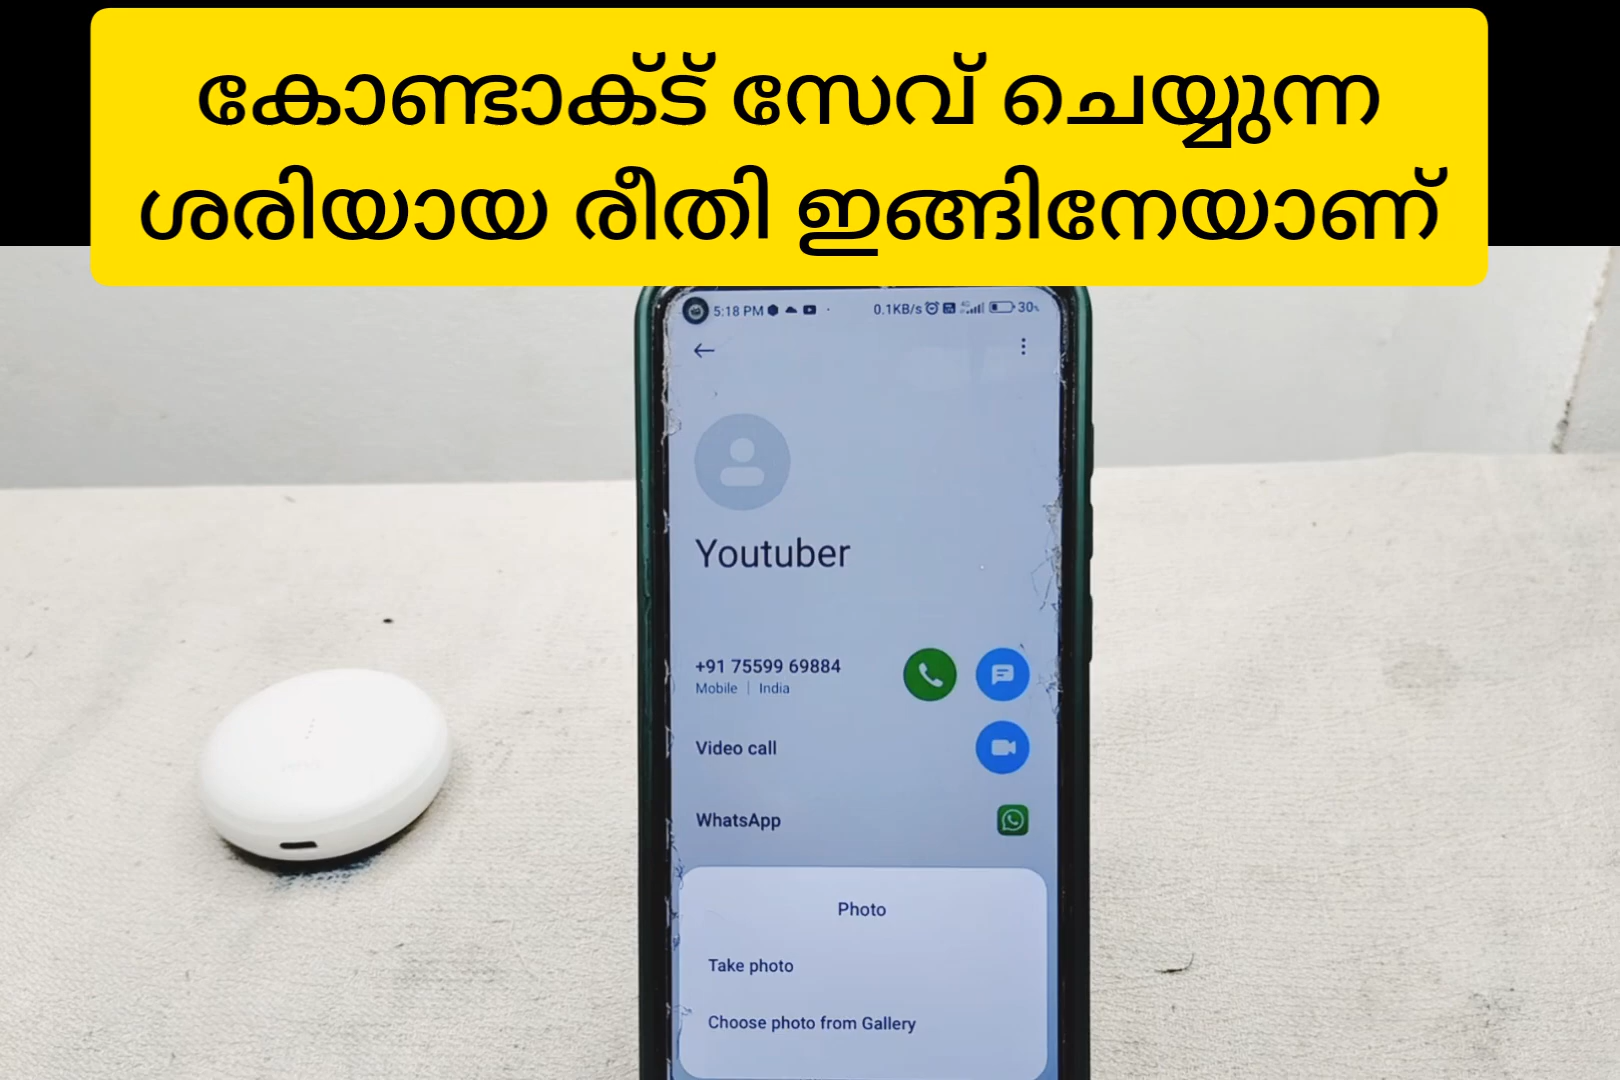 കോണ്ടാക്ട് സേവ് ചെയ്യുന്ന
ശരിയായ രീതി ഇങ്ങിനേയാണ്
5:18 PM 0.1KB/s 30
Youtuber
+91 75599 69884
Mobile | India
Video call
WhatsApp
Photo
Take photo
Choose photo from Gallery